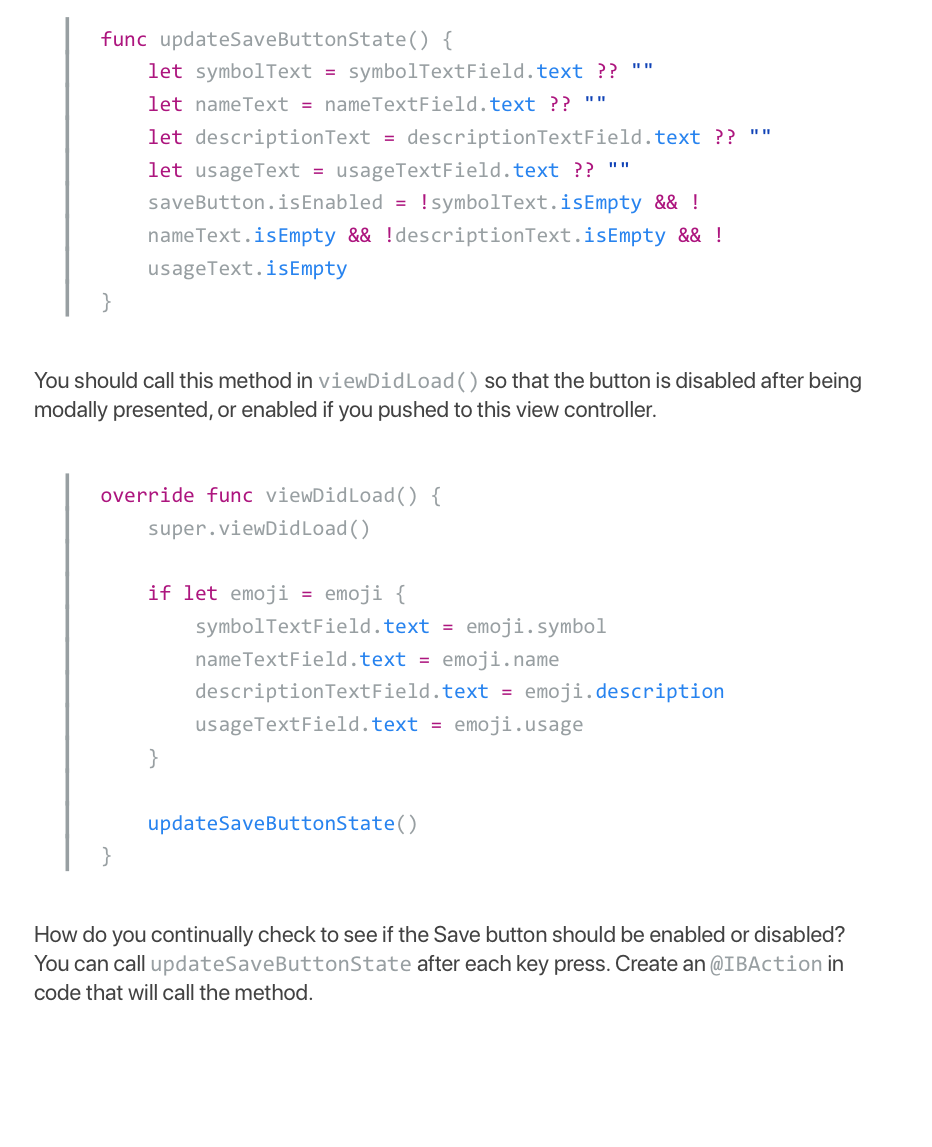 func updateSaveButtonState() {
    let symbolText = symbolTextField.text ?? ""
    let nameText = nameTextField.text ?? ""
    let descriptionText = descriptionTextField.text ?? ""
    let usageText = usageTextField.text ?? ""
    saveButton.isEnabled = !symbolText.isEmpty && !
    nameText.isEmpty && !descriptionText.isEmpty && !
    usageText.isEmpty
}
You should call this method in viewDidLoad() so that the button is disabled after being
modally presented, or enabled if you pushed to this view controller.
override func viewDidLoad() {
    super.viewDidLoad()
    if let emoji = emoji {
        symbolTextField.text = emoji.symbol
        nameTextField.text = emoji.name
        descriptionTextField.text = emoji.description
        usageTextField.text = emoji.usage
    }
    updateSaveButtonState()
}
How do you continually check to see if the Save button should be enabled or disabled?
You can call updateSaveButtonState after each key press. Create an @IBAction in
code that will call the method.